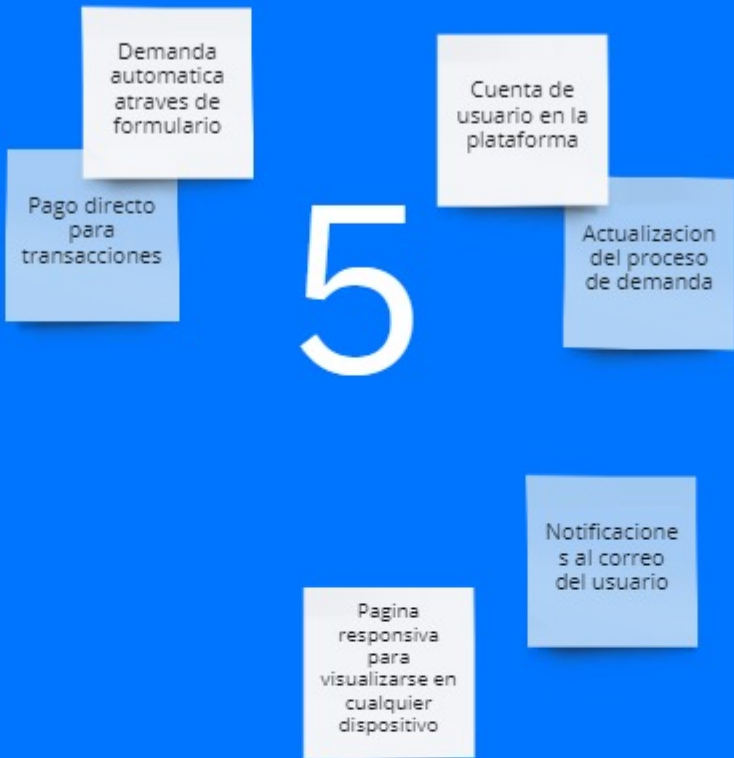 Demanda
automatica
atraves de
formulario
Cuenta de
usuario en la
plataforma
Pago directo
para
transacciones
5
Actualizacion
del proceso
de demanda
Notificacione
s al correo
del usuario
Pagina
responsiva
para
visualizarse en
cualquier
dispositivo